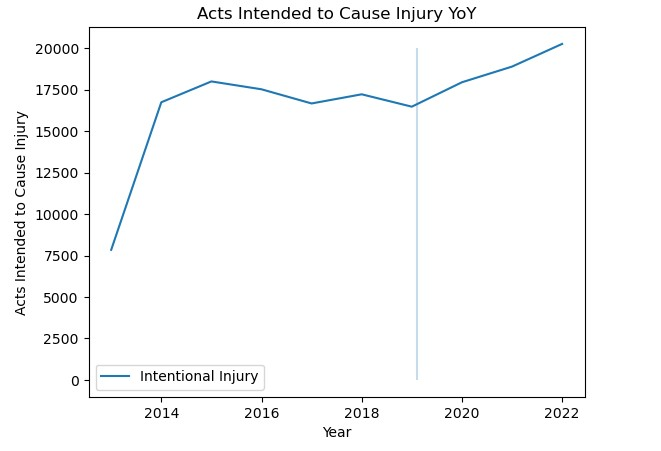 Acts Intended to Cause Injury YoY
Acts Intended to Cause Injury
20000
17500
15000
12500
10000
7500
5000
2500
0
Intentional Injury
2014 2016 2018 2020 2022
Year